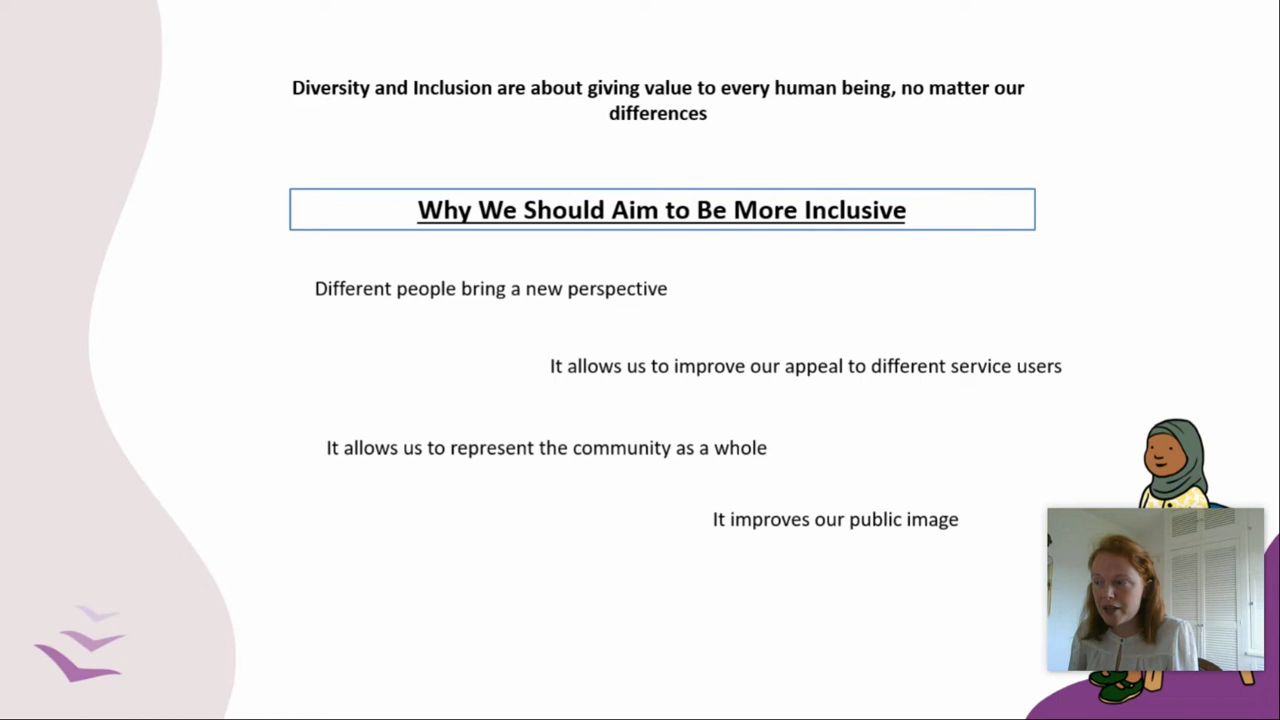 Diversity and Inclusion are about giving value to every human being, no matter our
differences
Why We Should Aim to Be More Inclusive
Different people bring a new perspective
It allows us to improve our appeal to different service users
It allows us to represent the community as a whole
It improves our public image